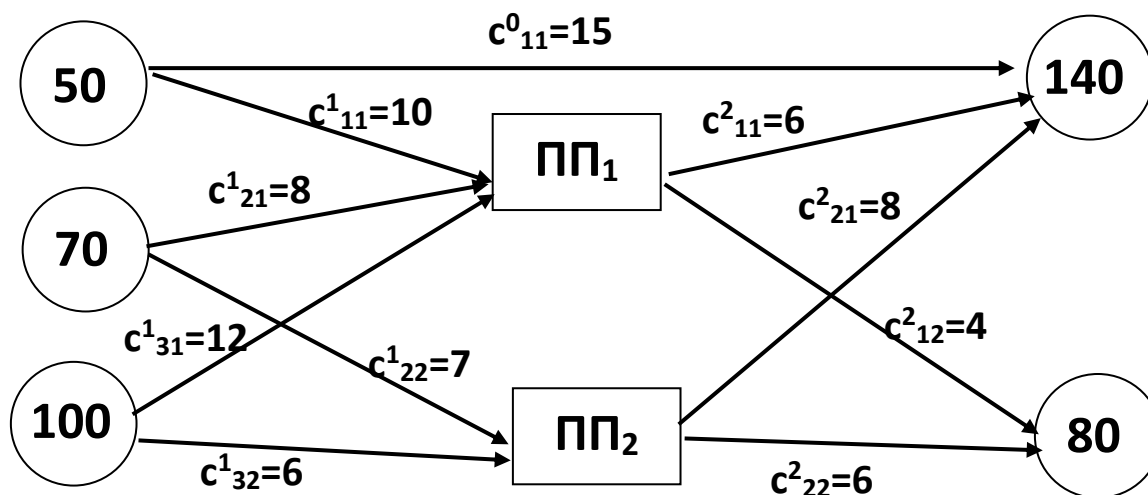 c⁰₁₁=15
50
140
c¹₁₁=10
c²₁₁=6
ПП₁
c¹₂₁=8
c²₂₁=8
70
c¹₃₁=12
c²₁₂=4
c¹₂₂=7
100
ПП₂
80
c¹₃₂=6
c²₂₂=6